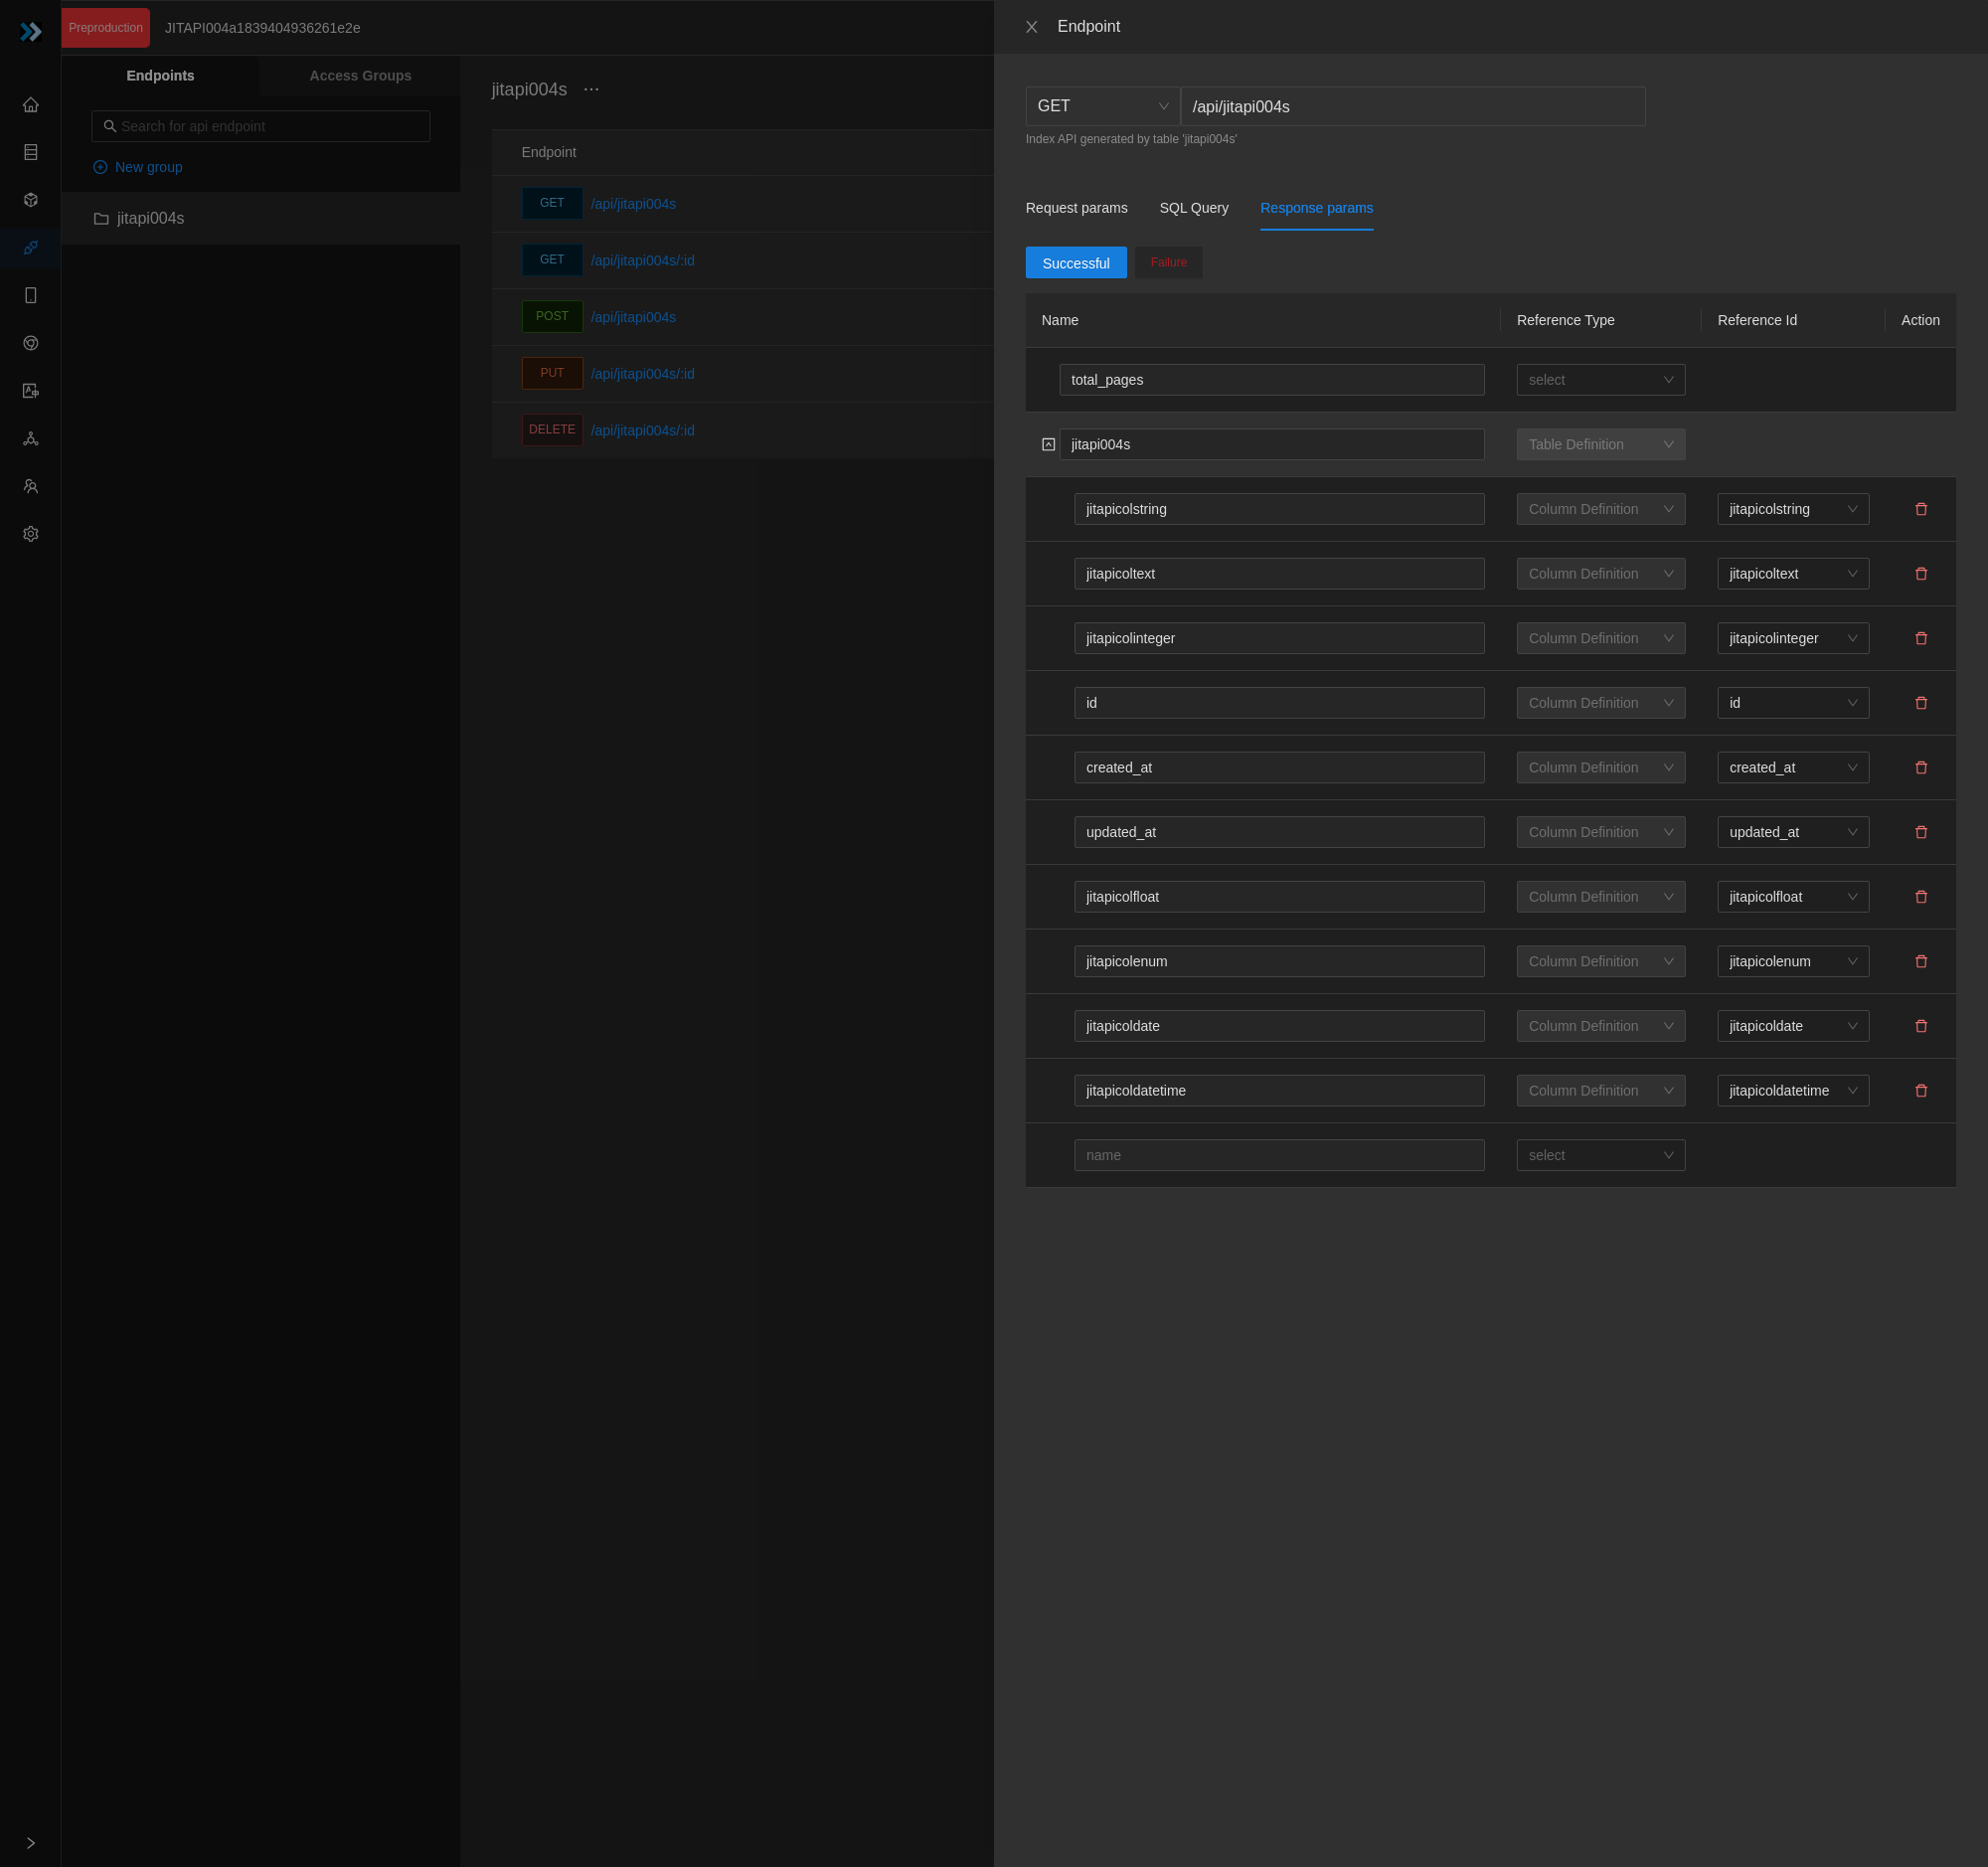 Preproduction JITAPI004a1839404936261e2e
Endpoints Access Groups
Search for api endpoint
New group
jitapi004s
jitapi004s ...
Endpoint
GET /api/jitapi004s
GET /api/jitapi004s/:id
POST /api/jitapi004s
PUT /api/jitapi004s/:id
DELETE /api/jitapi004s/:id
Endpoint
GET /api/jitapi004s
Index API generated by table 'jitapi004s'
Request params SQL Query Response params
Successful Failure
Name Reference Type Reference Id Action
total_pages select
jitapi004s Table Definition
jitapicolstring Column Definition jitapicolstring
jitapicoltext Column Definition jitapicoltext
jitapicolinteger Column Definition jitapicolinteger
id Column Definition id
created_at Column Definition created_at
updated_at Column Definition updated_at
jitapicolfloat Column Definition jitapicolfloat
jitapicolenum Column Definition jitapicolenum
jitapicoldate Column Definition jitapicoldate
jitapicoldatetime Column Definition jitapicoldatetime
name select